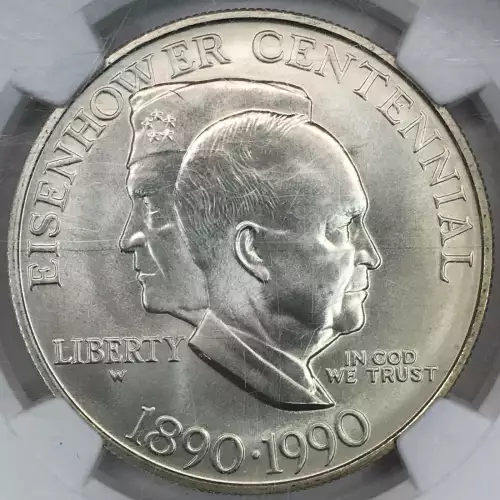 EISENHOWER CENTENNIAL
LIBERTY
W
IN GOD
WE TRUST
1890·1990